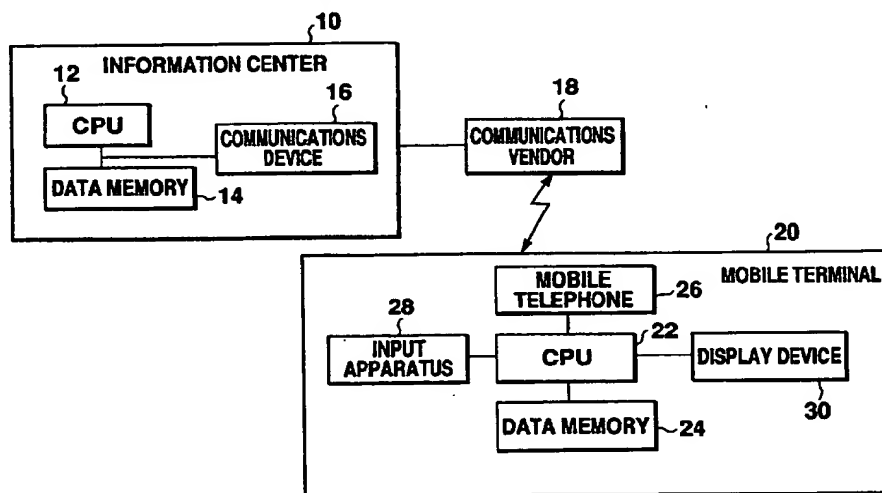 10
INFORMATION CENTER
12
CPU
16
COMMUNICATIONS
DEVICE
DATA MEMORY
14
18
COMMUNICATIONS
VENDOR
20
MOBILE TERMINAL
MOBILE
TELEPHONE
26
28
INPUT
APPARATUS
22
CPU
DISPLAY DEVICE
30
DATA MEMORY
24